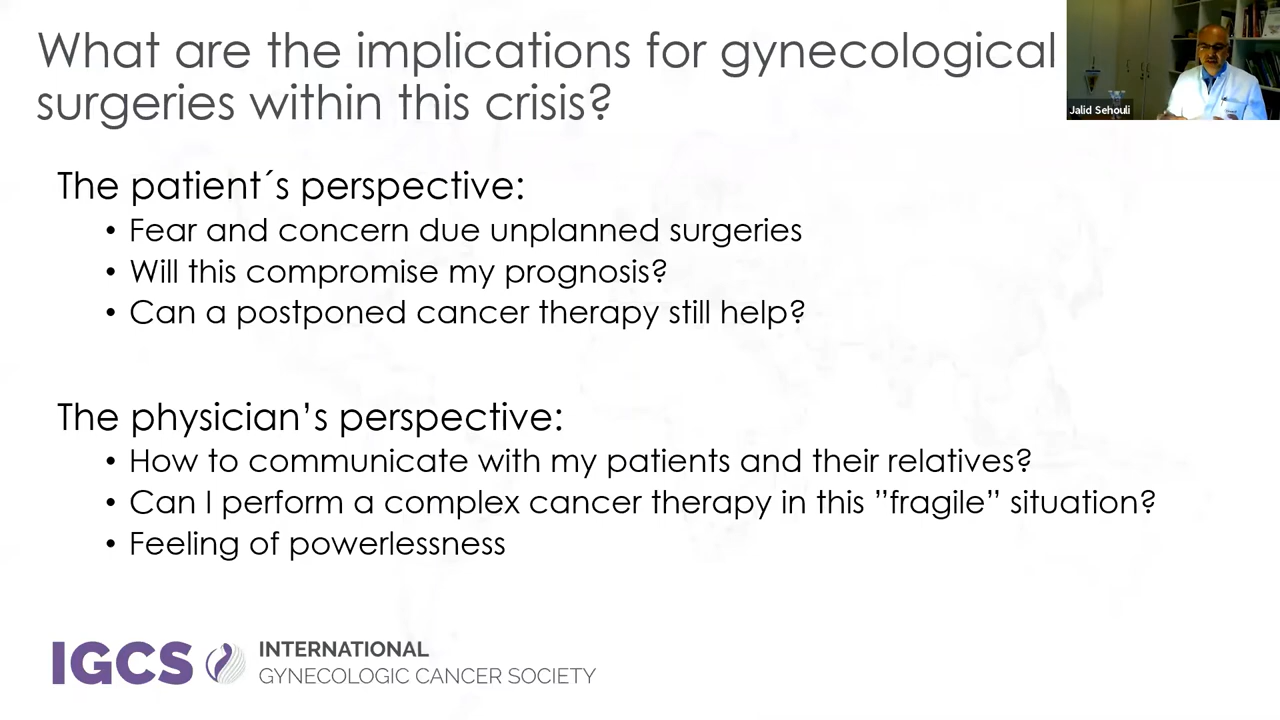 What are the implications for gynecological
surgeries within this crisis?
Jalid Sehouli
The patient´s perspective:
• Fear and concern due unplanned surgeries
• Will this compromise my prognosis?
• Can a postponed cancer therapy still help?
The physician’s perspective:
• How to communicate with my patients and their relatives?
• Can I perform a complex cancer therapy in this ”fragile” situation?
• Feeling of powerlessness
IGCS
INTERNATIONAL
GYNECOLOGIC CANCER SOCIETY